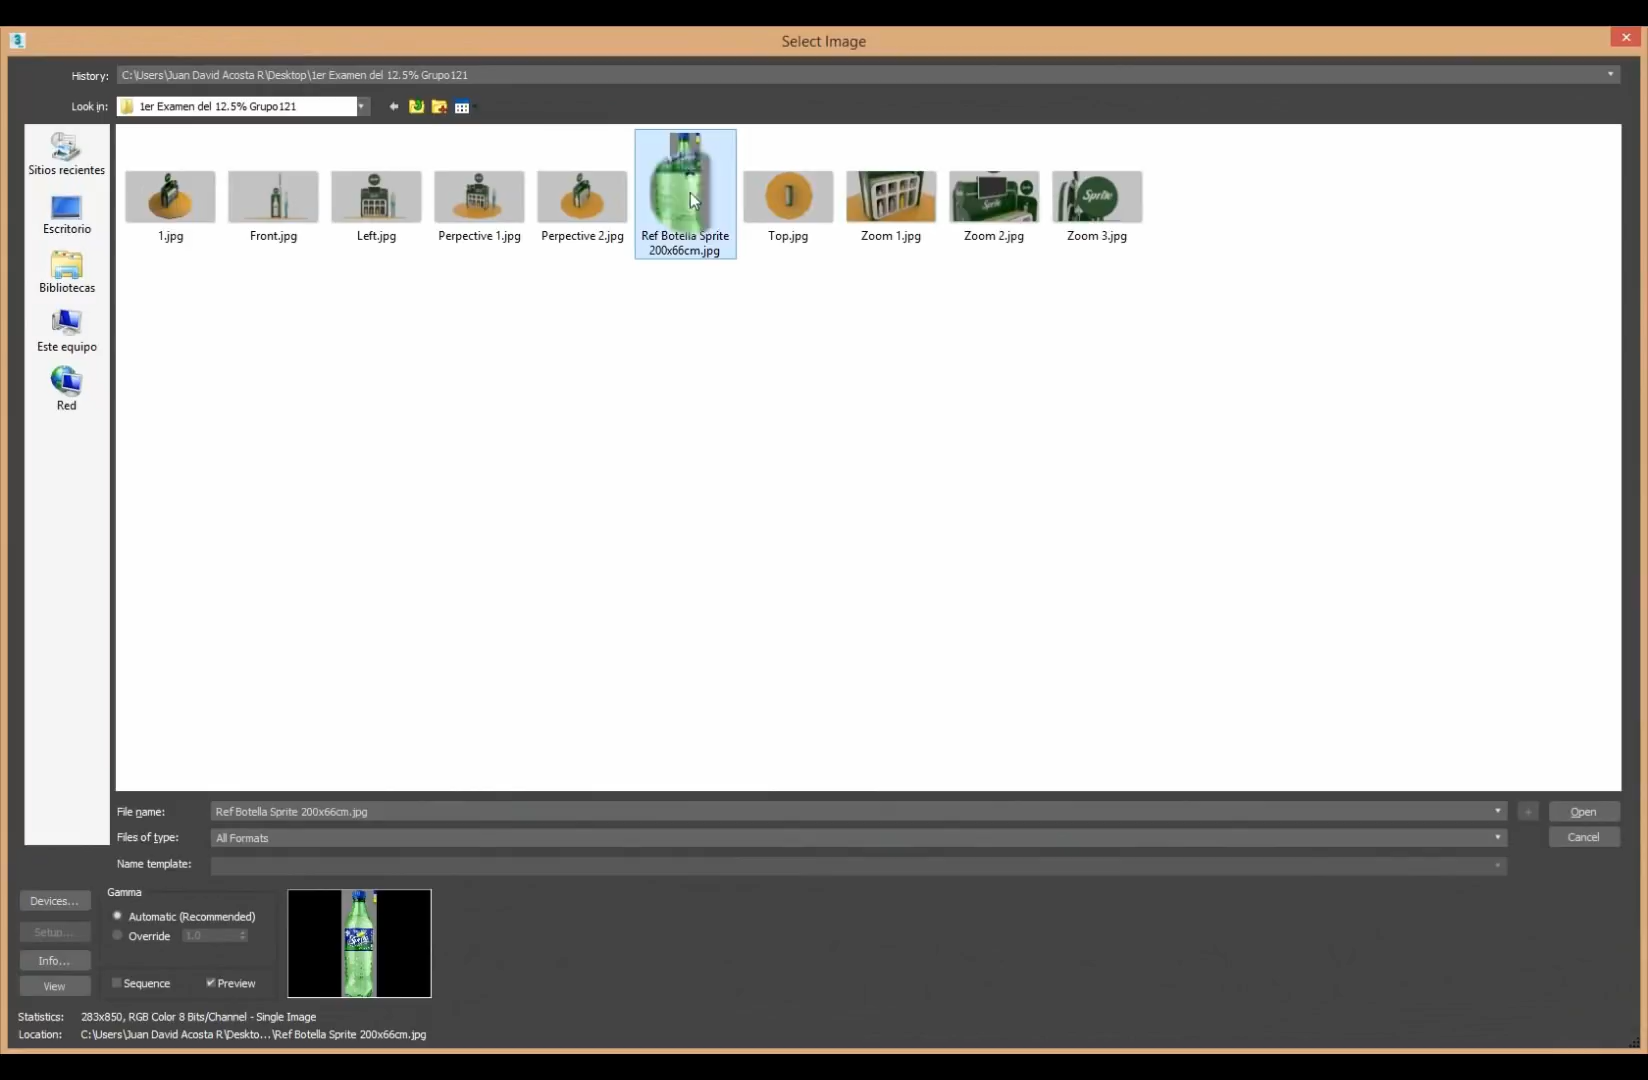 Select Image
History: C:\Users\Juan David Acosta R\Desktop\1er Examen del 12.5% Grupo121
Look in: 1er Examen del 12.5% Grupo121
Sitios recientes
Escritorio
Bibliotecas
Este equipo
Red
1.jpg
Front.jpg
Left.jpg
Perpective 1.jpg
Perpective 2.jpg
Ref Botella Sprite
200x66cm.jpg
Top.jpg
Zoom 1.jpg
Zoom 2.jpg
Zoom 3.jpg
Sprite
Sprite
File name: Ref Botella Sprite 200x66cm.jpg
+
Open
Files of type: All Formats
Cancel
Name template:
Devices...
Setup...
Info...
View
Gamma
Automatic (Recommended)
Override 1.0
Sequence
Preview
Sprite
Statistics: 283x850, RGB Color 8 Bits/Channel - Single Image
Location: C:\Users\Juan David Acosta R\Deskto...\Ref Botella Sprite 200x66cm.jpg